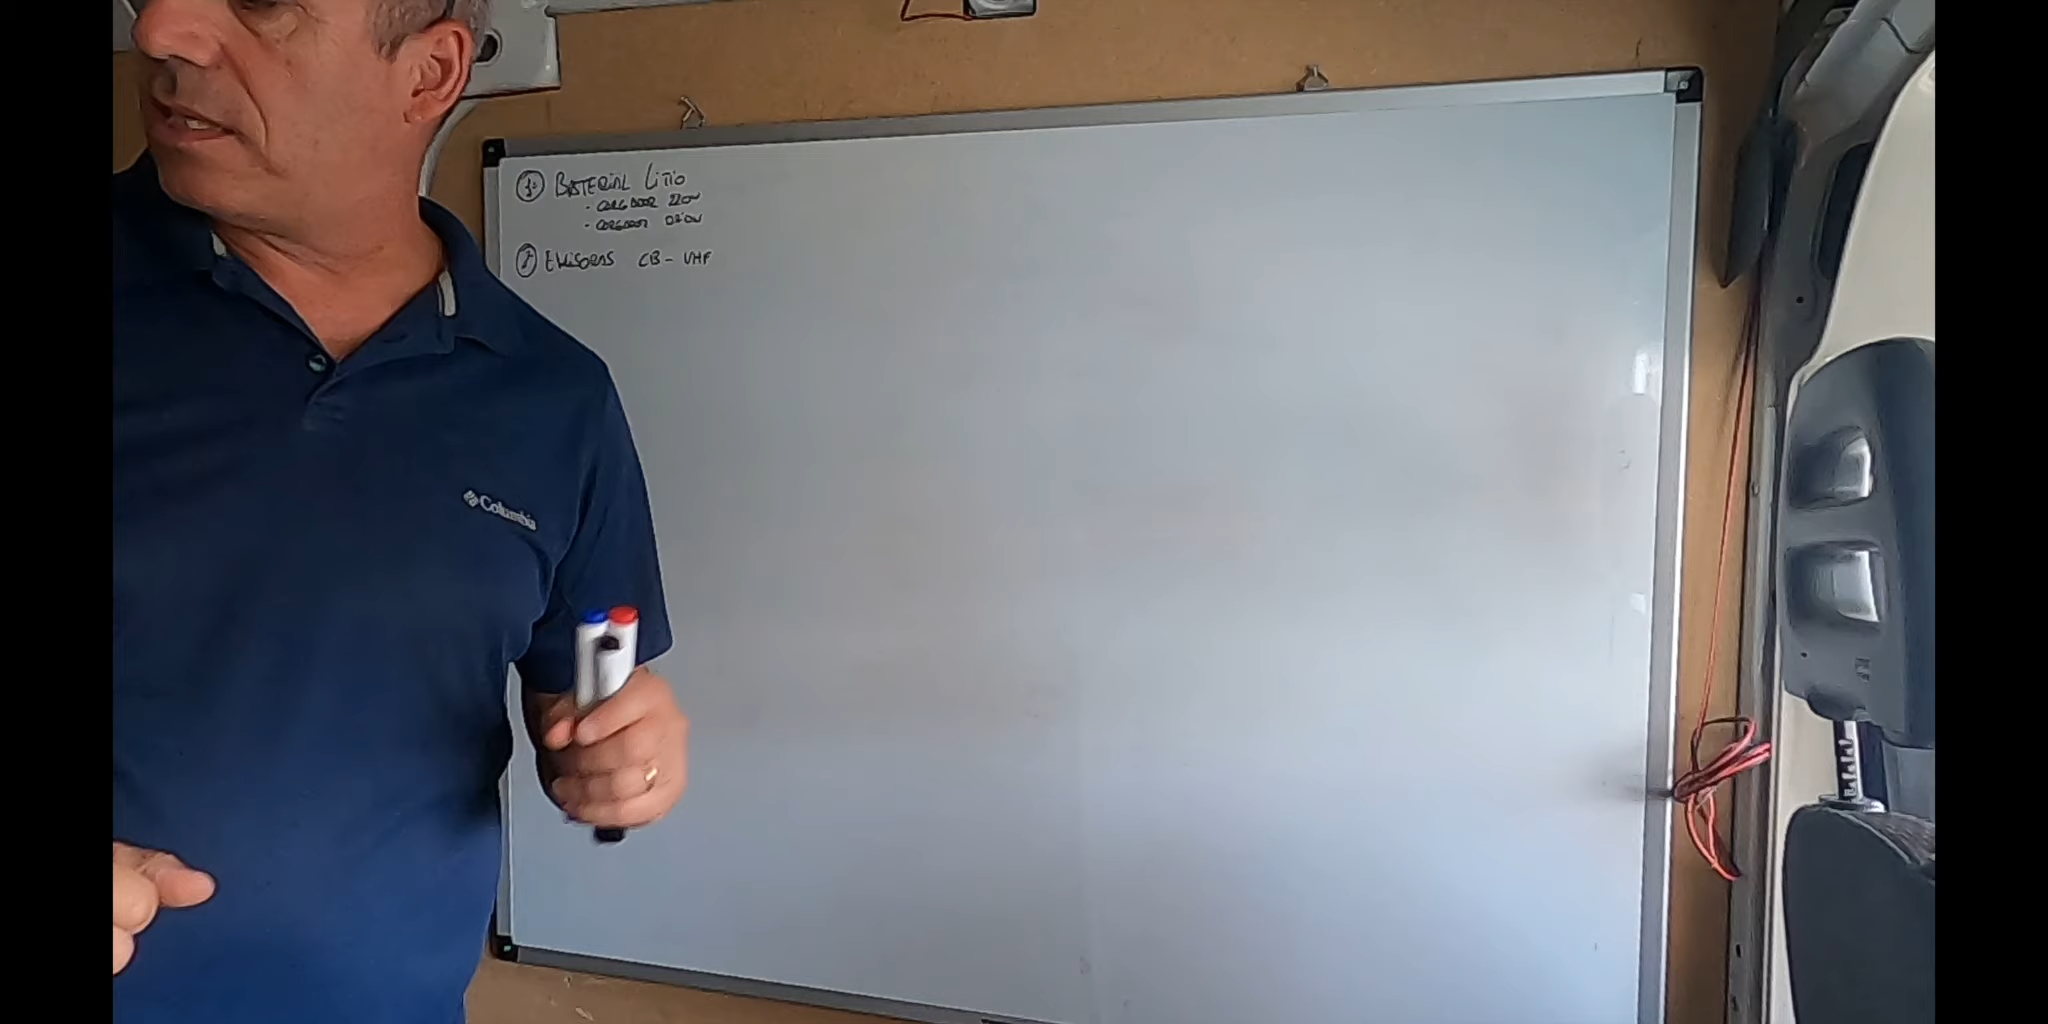 1º BATERIAL LITIO
- CARGADOR 220V
- CARGADOR
2º EMISORAS CB - VHF
Columbia